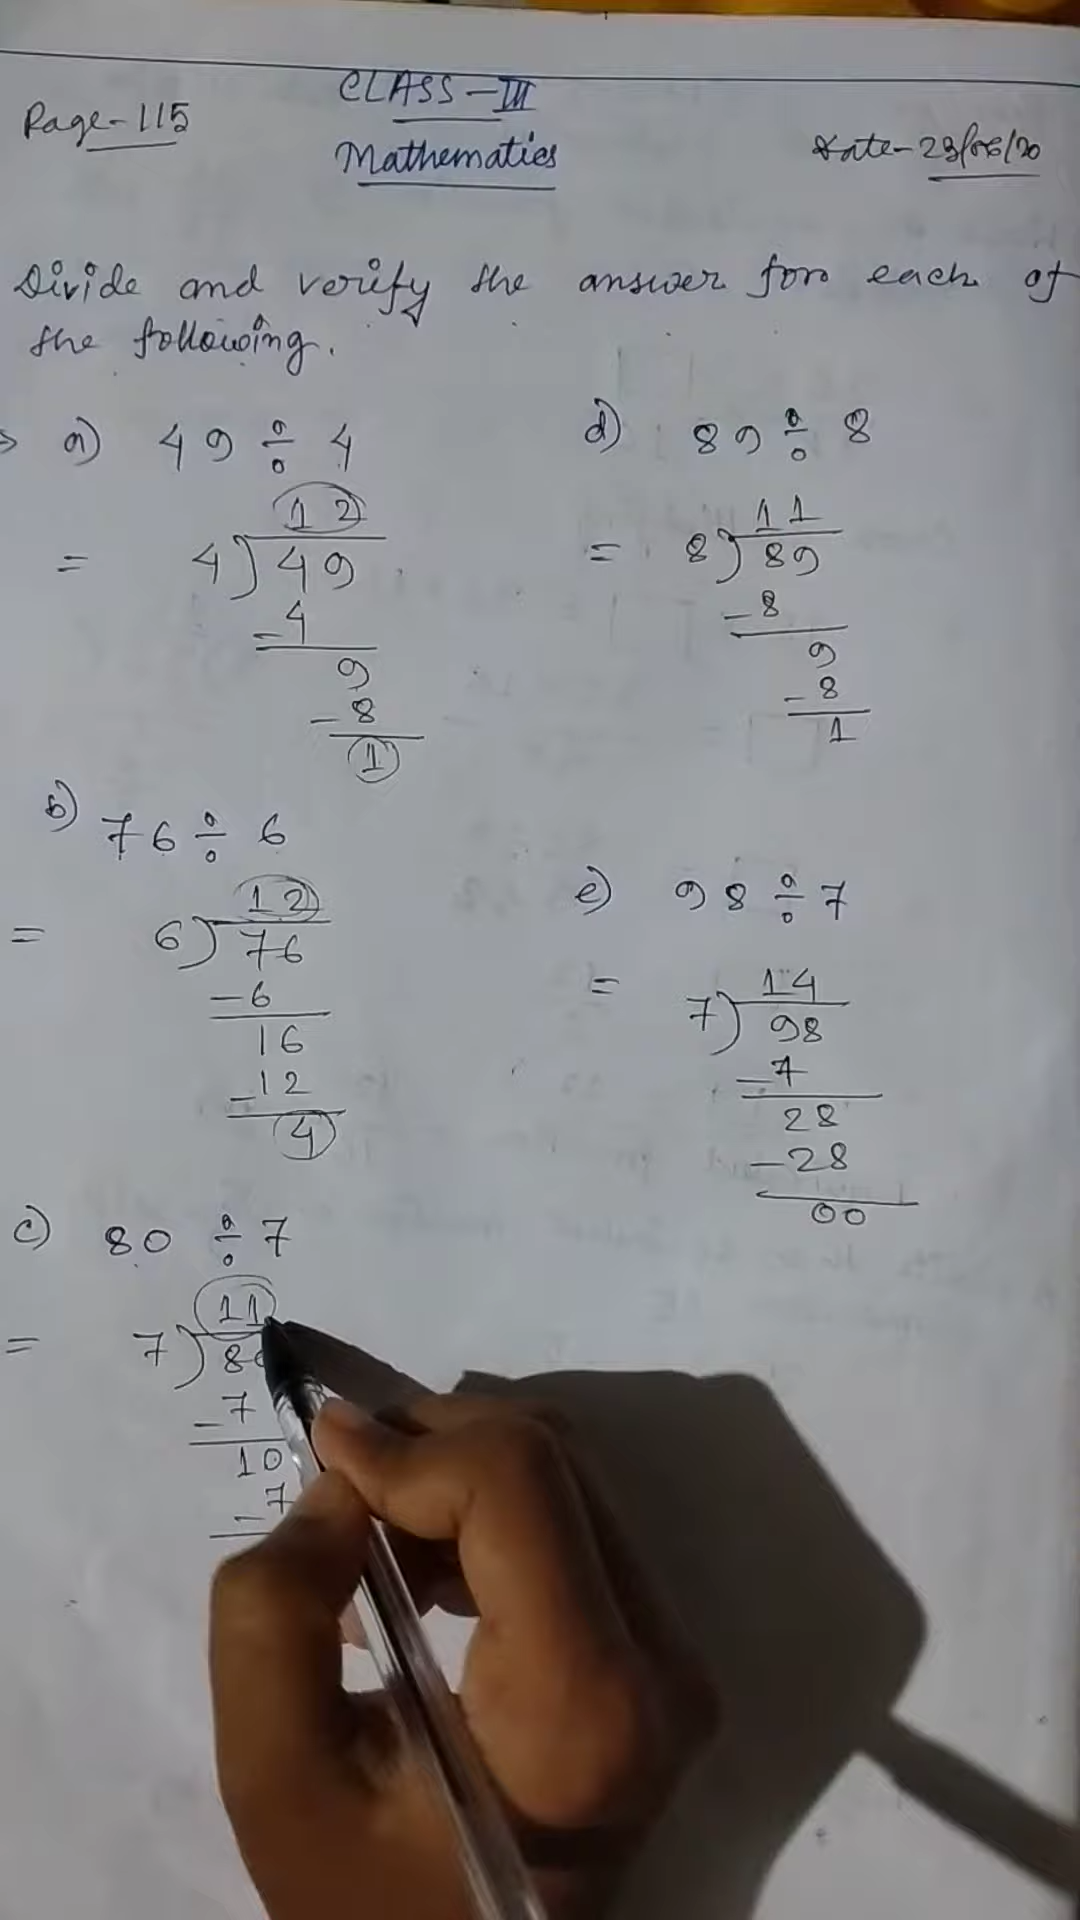 CLASS-III
Page-115
Mathematics
Date-23/06/20
Divide and verify the answer for each of
the following.
a) 49 ÷ 4
12
= 4) 49
-4
9
-8
1
b) 76 ÷ 6
12
= 6) 76
-6
16
-12
4
c) 80 ÷ 7
11
= 7) 8
-7
10
-7
d) 89 ÷ 8
11
= 8) 89
-8
9
-8
1
e) 98 ÷ 7
14
= 7) 98
-7
28
-28
00